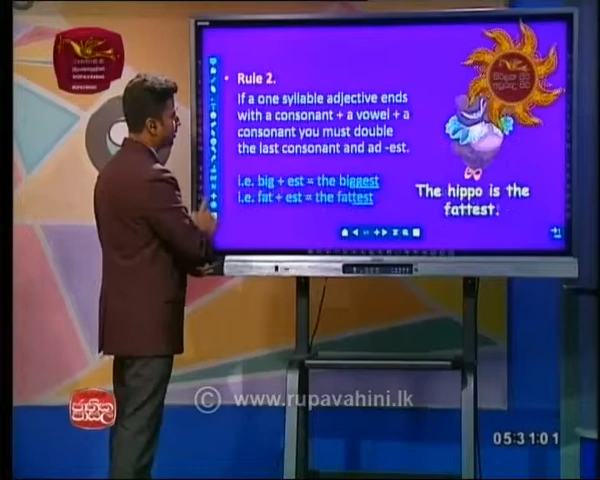 • Rule 2.
If a one syllable adjective ends
with a consonant + a vowel + a
consonant you must double
the last consonant and ad -est.
i.e. big + est = the biggest
i.e. fat + est = the fattest
The hippo is the
fattest.
ජාතික
පාසල
© www.rupavahini.lk
05:31:01